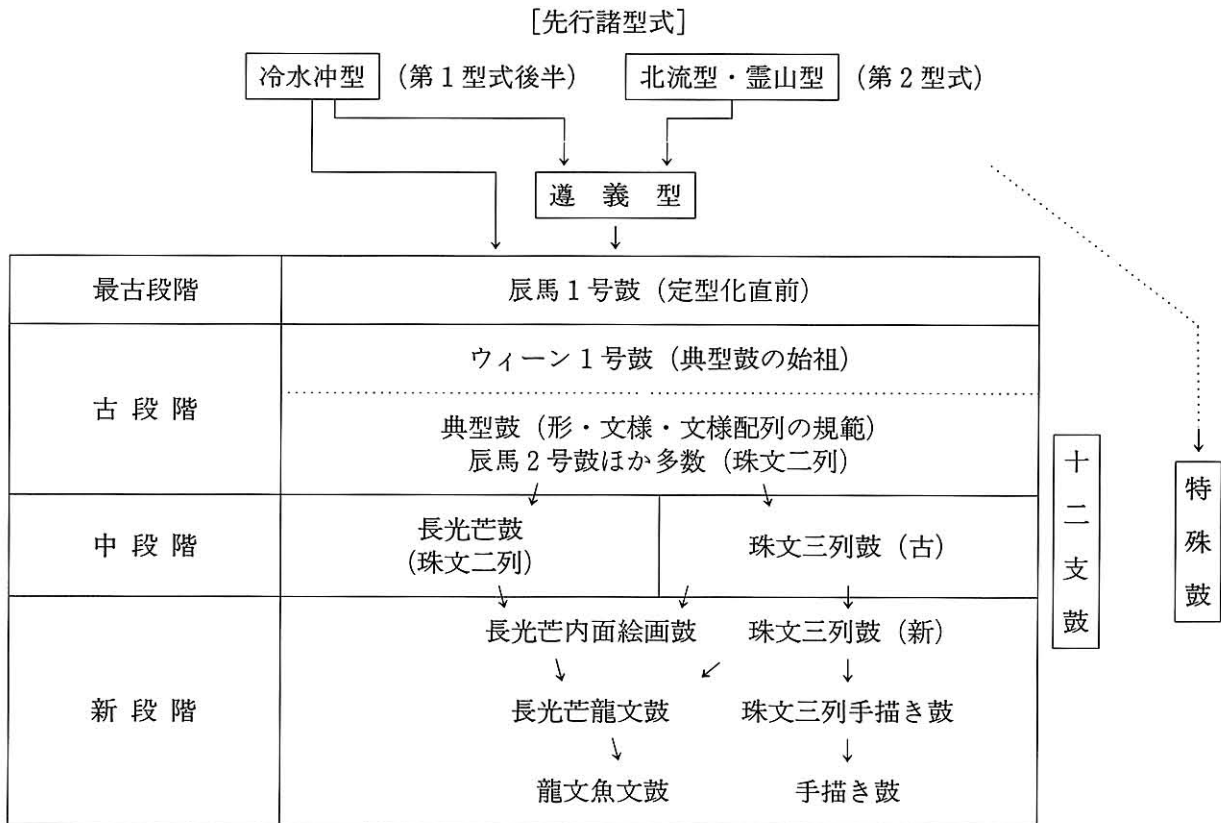 [先行諸型式]
冷水冲型 (第1型式後半) 北流型・霊山型 (第2型式)
遵 義 型
最古段階 辰馬1号鼓 (定型化直前)
古 段 階
ウィーン1号鼓 (典型鼓の始祖)
典型鼓 (形・文様・文様配列の規範)
辰馬2号鼓ほか多数 (珠文二列)
中 段 階
長光芒鼓
(珠文二列)
珠文三列鼓 (古)
新 段 階
長光芒内面絵画鼓 珠文三列鼓 (新)
長光芒龍文鼓 珠文三列手描き鼓
龍文魚文鼓 手描き鼓
十二支鼓
特殊鼓